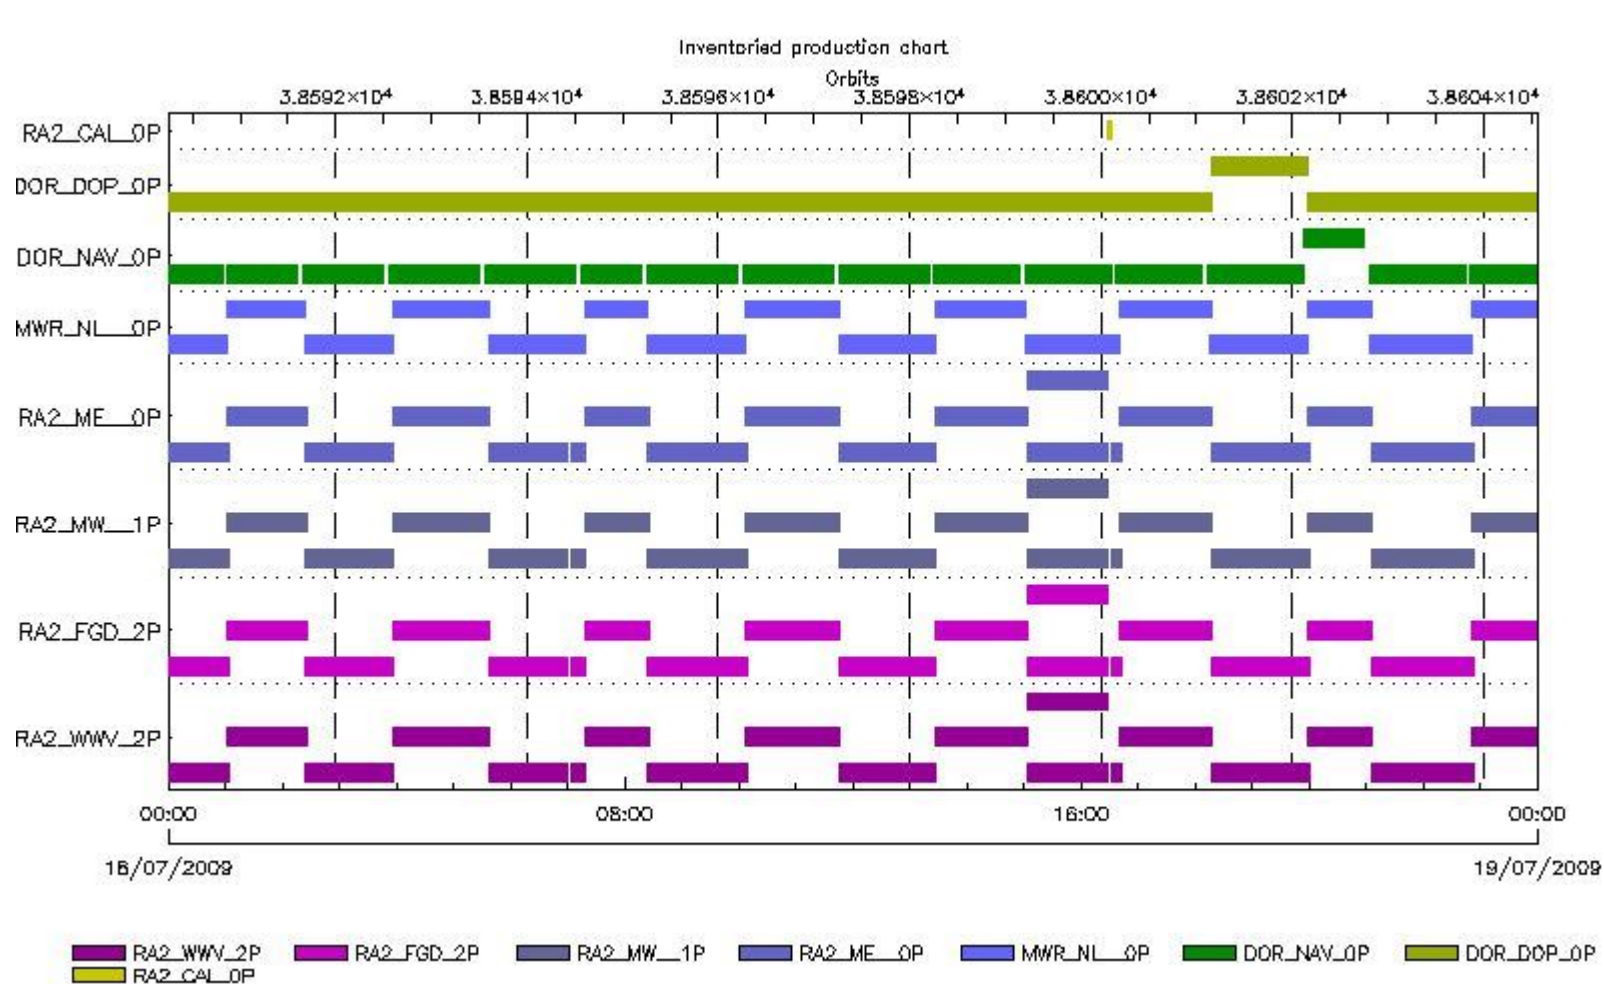 Inventoried production chart
Orbits
3.8592×10⁴ 3.8594×10⁴ 3.8596×10⁴ 3.8598×10⁴ 3.8600×10⁴ 3.8602×10⁴ 3.8604×10⁴
RA2_CAL_0P
DOR_DOP_0P
DOR_NAV_0P
MWR_NL__0P
RA2_ME__0P
RA2_MW__1P
RA2_FGD_2P
RA2_WWV_2P
00:00 08:00 16:00 00:00
18/07/2009 19/07/2009
RA2_WWV_2P RA2_FGD_2P RA2_MW__1P RA2_ME__0P MWR_NL__0P DOR_NAV_0P DOR_DOP_0P
RA2_CAL_0P